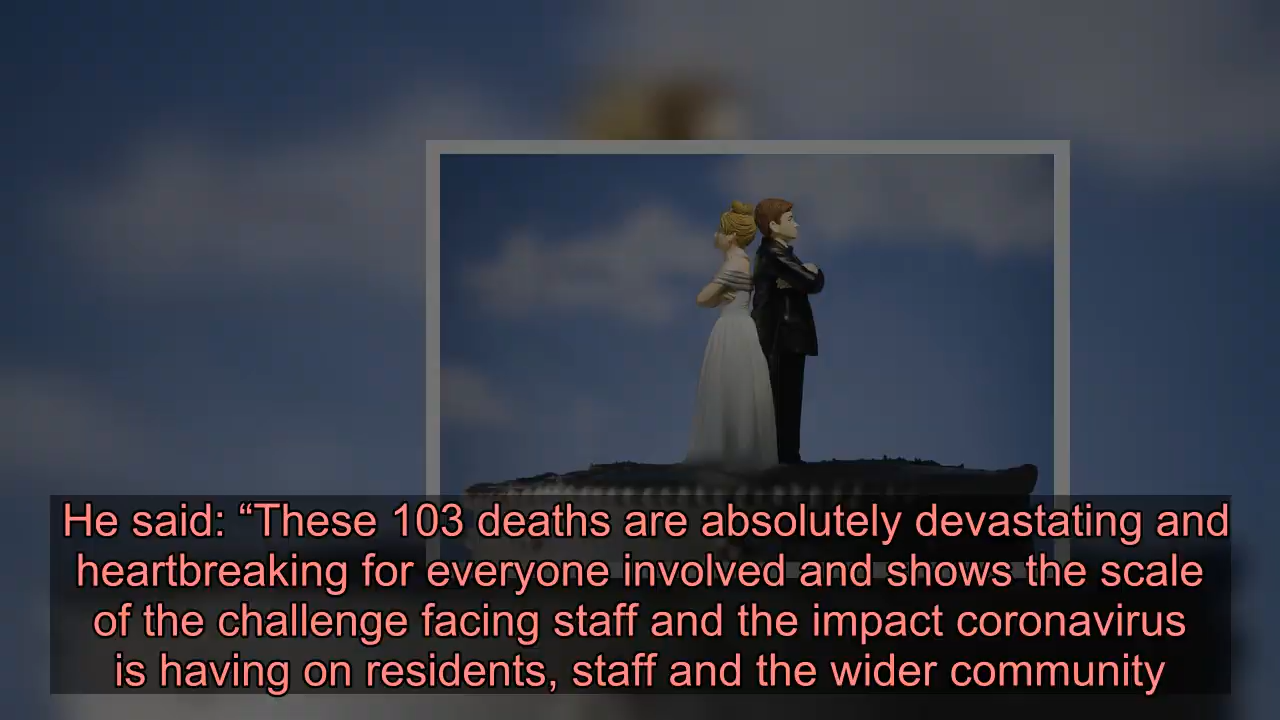 He said: “These 103 deaths are absolutely devastating and
heartbreaking for everyone involved and shows the scale
of the challenge facing staff and the impact coronavirus
is having on residents, staff and the wider community